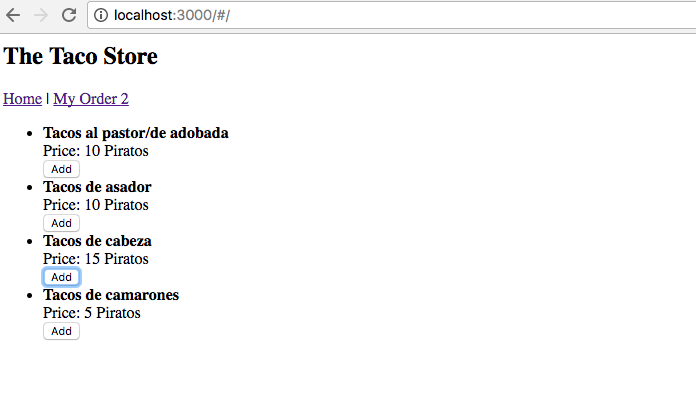 localhost:3000/#/
The Taco Store
Home | My Order 2
Tacos al pastor/de adobada
Price: 10 Piratos
Add
Tacos de asador
Price: 10 Piratos
Add
Tacos de cabeza
Price: 15 Piratos
Add
Tacos de camarones
Price: 5 Piratos
Add